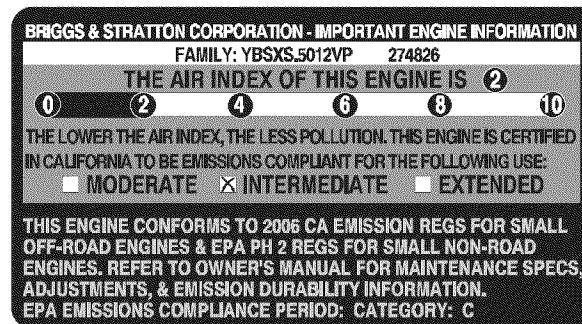 BRIGGS & STRATTON CORPORATION - IMPORTANT ENGINE INFORMATION
FAMILY: YBSXS.5012VP 274826
THE AIR INDEX OF THIS ENGINE IS 2
0 2 4 6 8 10
THE LOWER THE AIR INDEX, THE LESS POLLUTION. THIS ENGINE IS CERTIFIED
IN CALIFORNIA TO BE EMISSIONS COMPLIANT FOR THE FOLLOWING USE:
MODERATE INTERMEDIATE EXTENDED
THIS ENGINE CONFORMS TO 2006 CA EMISSION REGS FOR SMALL
OFF-ROAD ENGINES & EPA PH 2 REGS FOR SMALL NON-ROAD
ENGINES. REFER TO OWNER'S MANUAL FOR MAINTENANCE SPECS,
ADJUSTMENTS, & EMISSION DURABILITY INFORMATION.
EPA EMISSIONS COMPLIANCE PERIOD: CATEGORY: C